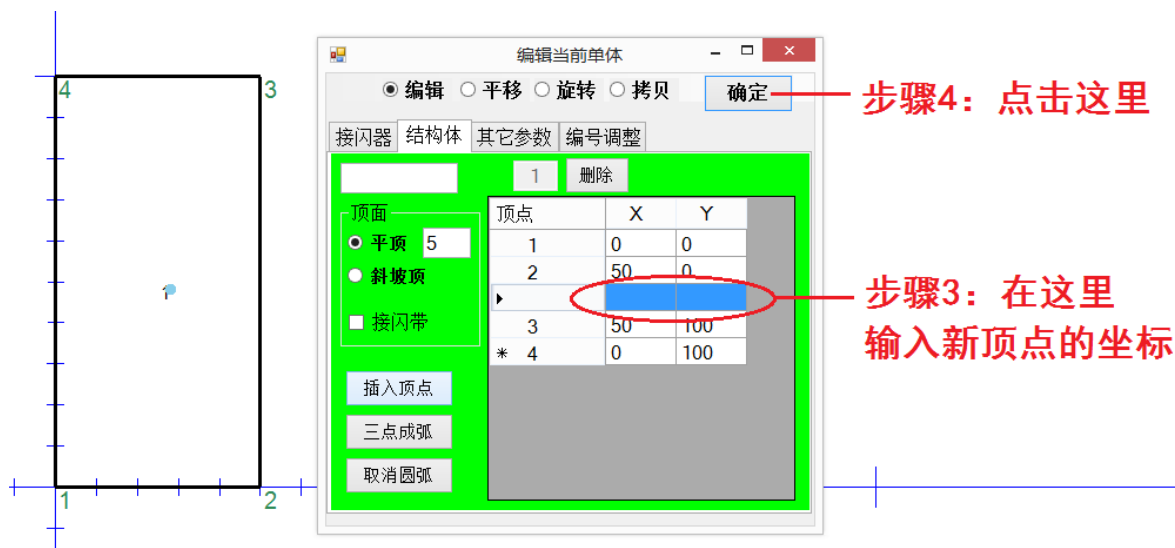 编辑当前单体
编辑 平移 旋转 拷贝 确定
步骤4：点击这里
接闪器 结构体 其它参数 编号调整
1 删除
顶面
平顶 5
斜坡顶
接闪带
插入顶点
三点成弧
取消圆弧
顶点 X Y
1 0 0
2 50 0
3 50 100
* 4 0 100
步骤3：在这里
输入新顶点的坐标
4 3
1
1 2